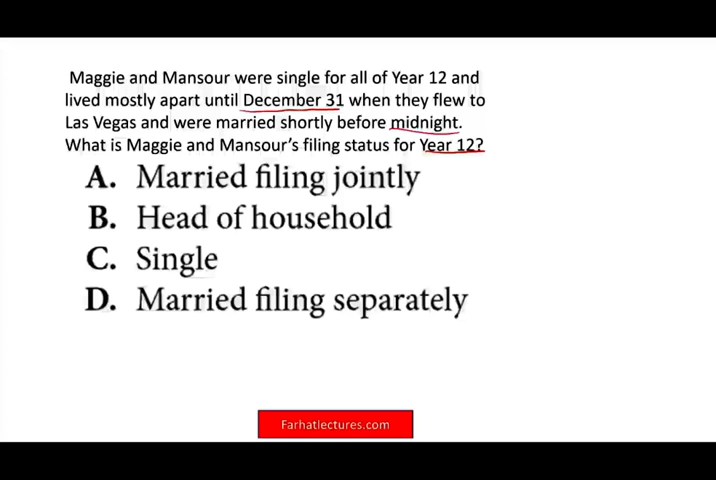 Maggie and Mansour were single for all of Year 12 and
lived mostly apart until December 31 when they flew to
Las Vegas and were married shortly before midnight.
What is Maggie and Mansour's filing status for Year 12?
A. Married filing jointly
B. Head of household
C. Single
D. Married filing separately
Farhatlectures.com